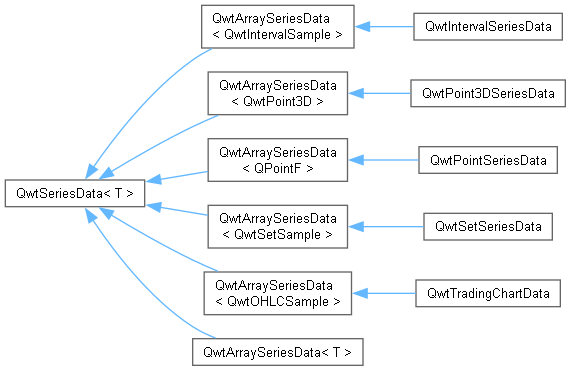 QwtArraySeriesData
< QwtIntervalSample >
QwtIntervalSeriesData
QwtArraySeriesData
< QwtPoint3D >
QwtPoint3DSeriesData
QwtArraySeriesData
< QPointF >
QwtPointSeriesData
QwtSeriesData< T >
QwtArraySeriesData
< QwtSetSample >
QwtSetSeriesData
QwtArraySeriesData
< QwtOHLCSample >
QwtTradingChartData
QwtArraySeriesData< T >